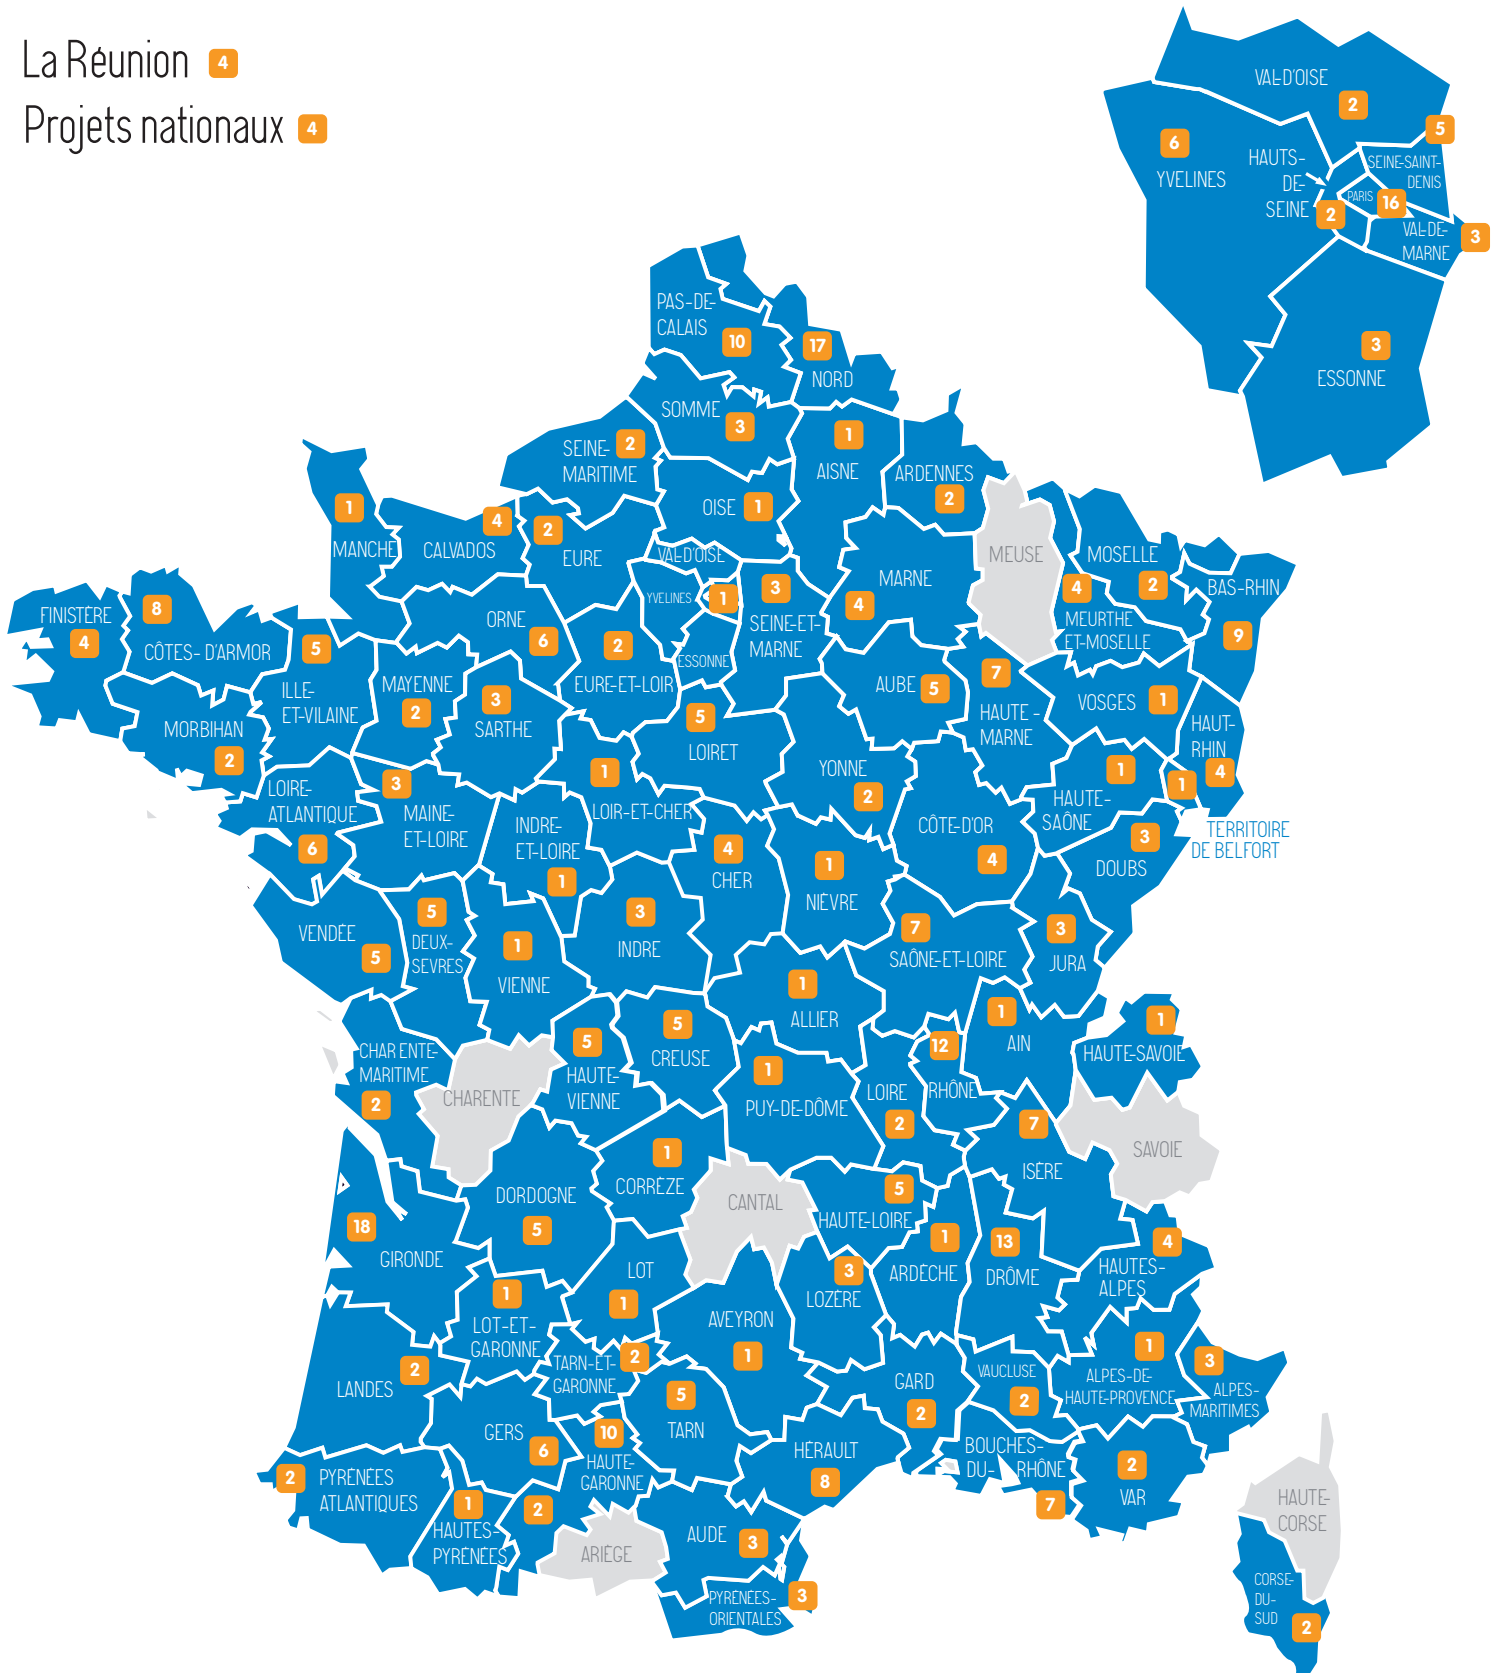 La Réunion 4
Projets nationaux 4
VAL-D'OISE
2
5
6
YVELINES
HAUTS-
DE-
SEINE
2
SEINE-SAINT-
DENIS
PARIS 16
VAL-DE-
MARNE
3
3
ESSONNE
PAS-DE-
CALAIS
10
17
NORD
SOMME
3
SEINE-
MARITIME
2
1
AISNE
ARDENNES
2
OISE 1
1
MANCHE
4
CALVADOS
2
EURE
VAL-D'OISE
YVELINES
1
ESSONNE
3
SEINE-ET-
MARNE
MARNE
4
MEUSE
MOSELLE
2
4
MEURTHE
ET-MOSELLE
BAS-RHIN
9
FINISTÈRE
4
8
CÔTES- D'ARMOR
5
ILLE-
ET-VILAINE
ORNE
6
2
EURE-ET-LOIR
MAYENNE
2
3
SARTHE
MORBIHAN
2
AUBE 5
7
HAUTE -
MARNE
VOSGES 1
HAUT-
RHIN
4
5
LOIRET
YONNE
2
1
LOIR-ET-CHER
1
HAUTE-
SAÔNE
1
TERRITOIRE
DE BELFORT
LOIRE-
ATLANTIQUE
6
3
MAINE-
ET-LOIRE
INDRE-
ET-LOIRE
1
CÔTE-D'OR
4
3
DOUBS
4
CHER
1
NIÈVRE
VENDÉE
5
5
DEUX-
SEVRES
1
VIENNE
3
INDRE
7
SAÔNE-ET-LOIRE
3
JURA
1
ALLIER
1
AIN
1
HAUTE-SAVOIE
CHAR ENTE-
MARITIME
2
CHARENTE
5
HAUTE-
VIENNE
5
CREUSE
1
PUY-DE-DÔME
LOIRE
2
12
RHÔNE
7
ISÈRE
SAVOIE
1
CORRÈZE
DORDOGNE
5
CANTAL
5
HAUTE-LOIRE
1
ARDÈCHE
13
DRÔME
4
HAUTES-
ALPES
18
GIRONDE
LOT
1
3
LOZÈRE
1
LOT-ET-
GARONNE
AVEYRON
1
TARN-ET-
GARONNE
2
LANDES
2
5
TARN
GARD
2
VAUCLUSE
2
1
ALPES-DE-
HAUTE-PROVENCE
3
ALPES-
MARITIMES
GERS
6
10
HAUTE-
GARONNE
2
HÉRAULT
8
BOUCHES-
DU- RHÔNE
7
2
VAR
2
PYRÉNÉES
ATLANTIQUES
1
HAUTES-
PYRÉNÉES
ARIÈGE
AUDE
3
PYRÉNÉES-
ORIENTALES
3
HAUTE-
CORSE
CORSE-
DU-
SUD
2